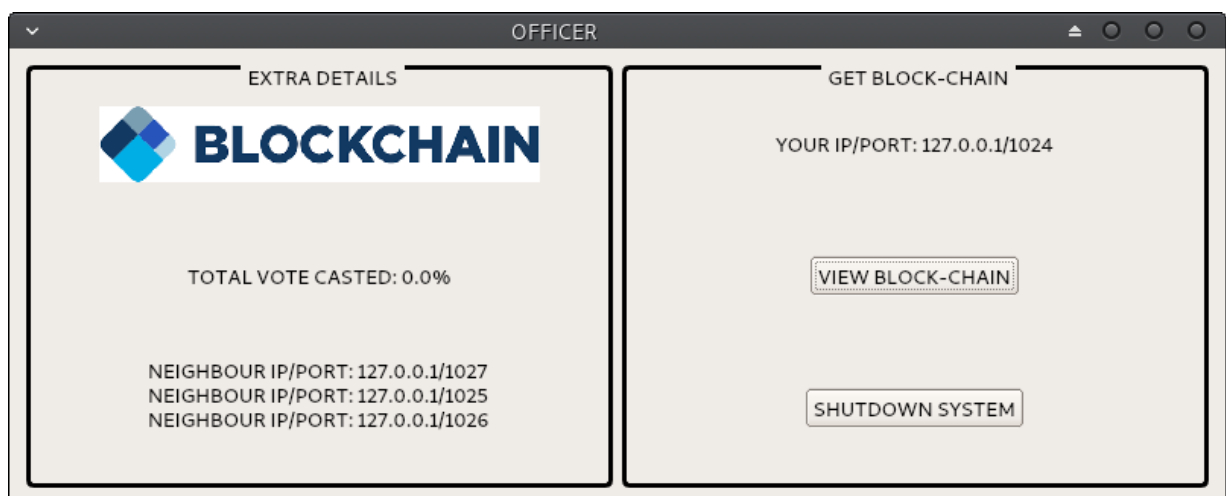 OFFICER
EXTRA DETAILS
BLOCKCHAIN
TOTAL VOTE CASTED: 0.0%
NEIGHBOUR IP/PORT: 127.0.0.1/1027
NEIGHBOUR IP/PORT: 127.0.0.1/1025
NEIGHBOUR IP/PORT: 127.0.0.1/1026
GET BLOCK-CHAIN
YOUR IP/PORT: 127.0.0.1/1024
VIEW BLOCK-CHAIN
SHUTDOWN SYSTEM